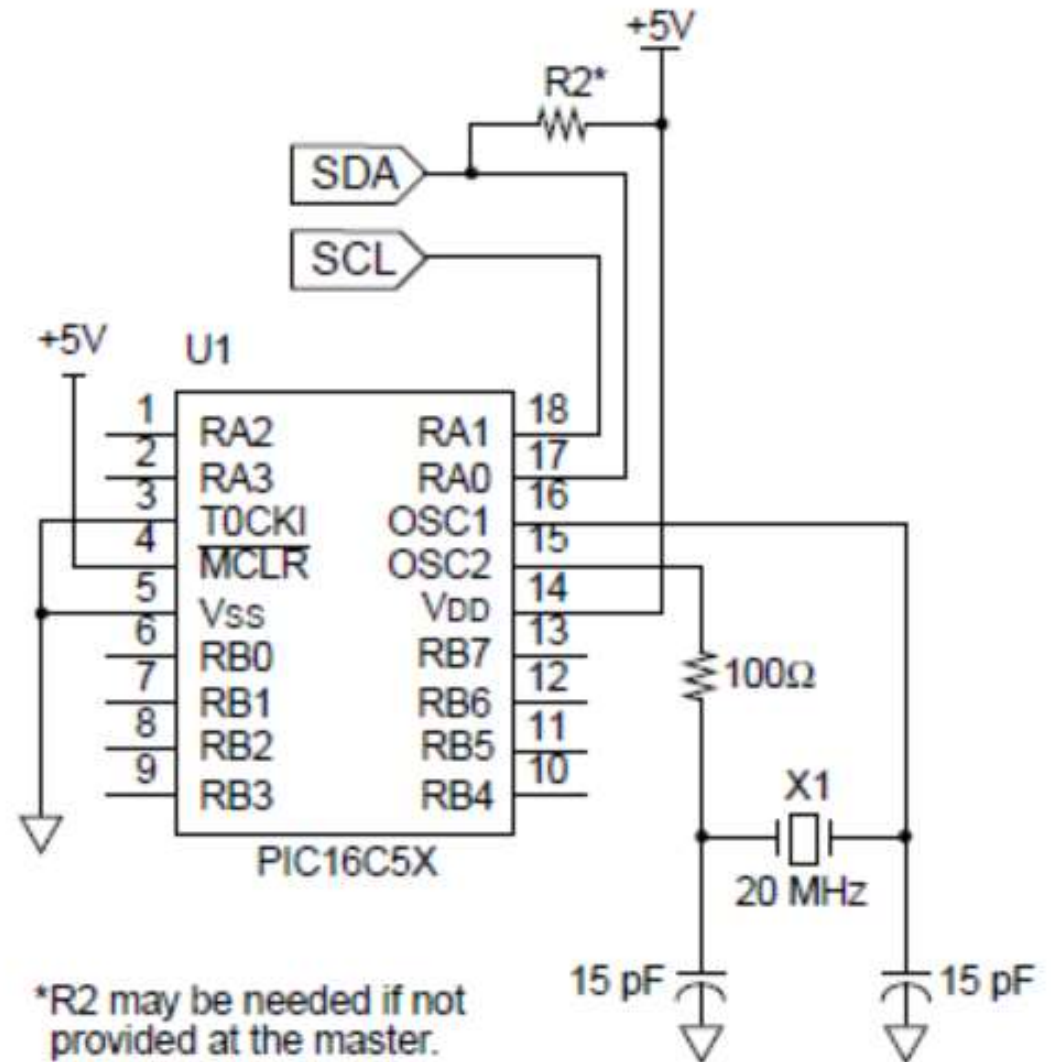 +5V
R2*
SDA
SCL
+5V
U1
1 RA2 RA1 18
2 RA3 RA0 17
3 T0CKI OSC1 16
4 MCLR OSC2 15
5 VSS VDD 14
6 RB0 RB7 13
7 RB1 RB6 12
8 RB2 RB5 11
9 RB3 RB4 10
PIC16C5X
100Ω
X1
20 MHz
15 pF
15 pF
*R2 may be needed if not
provided at the master.